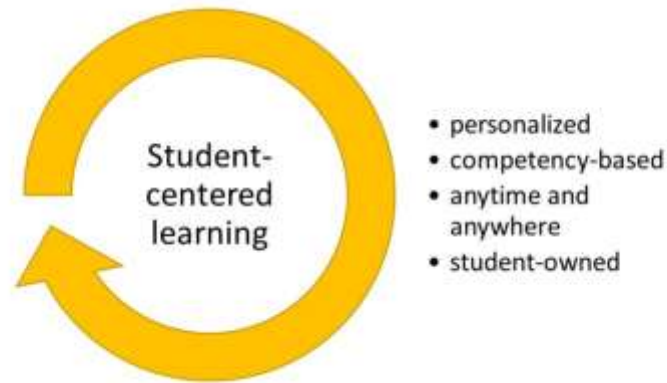 Student-
centered
learning
• personalized
• competency-based
• anytime and
anywhere
• student-owned